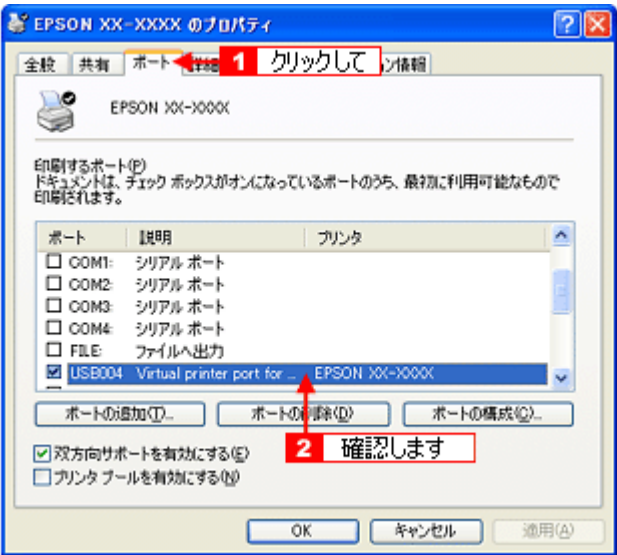 EPSON XX-XXXX のプロパティ
全般 共有 ポート 1 クリックして ン情報
EPSON XX-XXXX
印刷するポート(P)
ドキュメントは、チェック ボックスがオンになっているポートのうち、最初に利用可能なもので
印刷されます。
ポート 説明 プリンタ
COM1: シリアル ポート
COM2: シリアル ポート
COM3: シリアル ポート
COM4: シリアル ポート
FILE: ファイルへ出力
USB004 Virtual printer port for ... EPSON XX-XXXX
ポートの追加(T)... ポートの削除(D) ポートの構成(C)...
2 確認します
双方向サポートを有効にする(E)
プリンタ プールを有効にする(N)
OK キャンセル 適用(A)